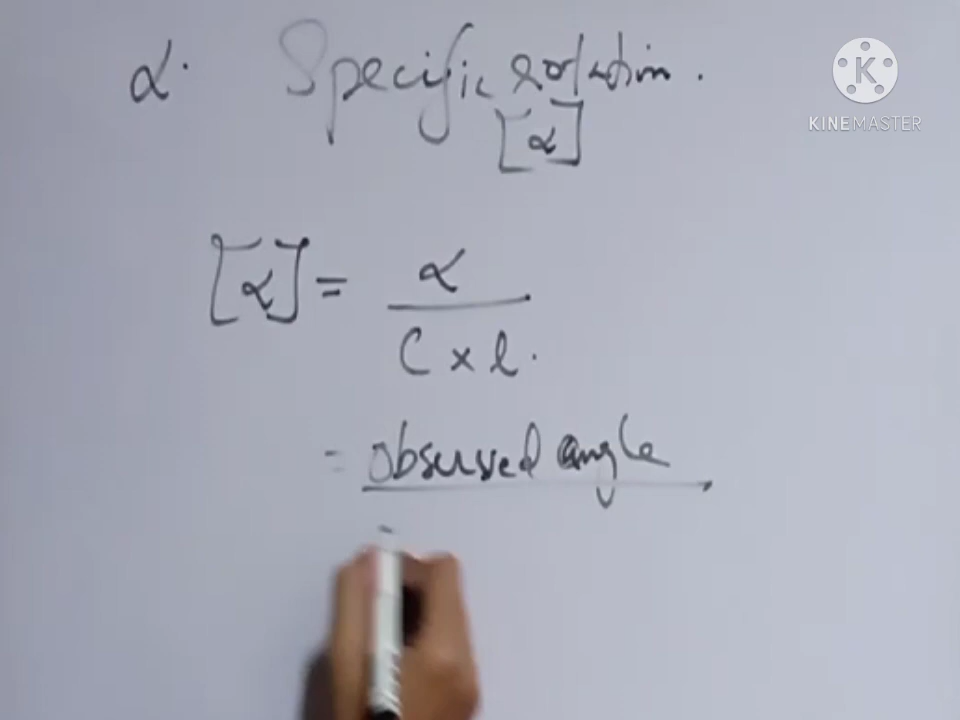 α. Specific rotation.
[α]
[α] = α / C × l.
= observed angle
K
KINEMASTER